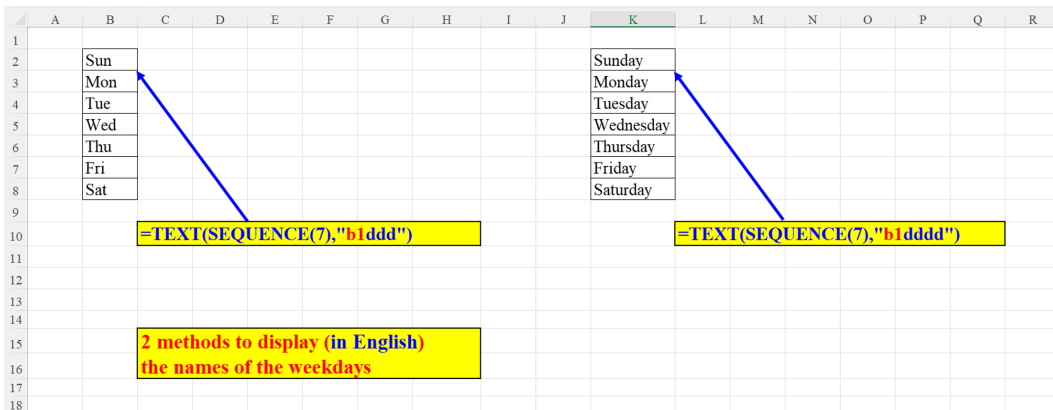 A B C D E F G H I J K L M N O P Q R
1
2 Sun Sunday
3 Mon Monday
4 Tue Tuesday
5 Wed Wednesday
6 Thu Thursday
7 Fri Friday
8 Sat Saturday
9
10 =TEXT(SEQUENCE(7),"b1ddd") =TEXT(SEQUENCE(7),"b1dddd")
11
12
13
14
15 2 methods to display (in English)
16 the names of the weekdays
17
18